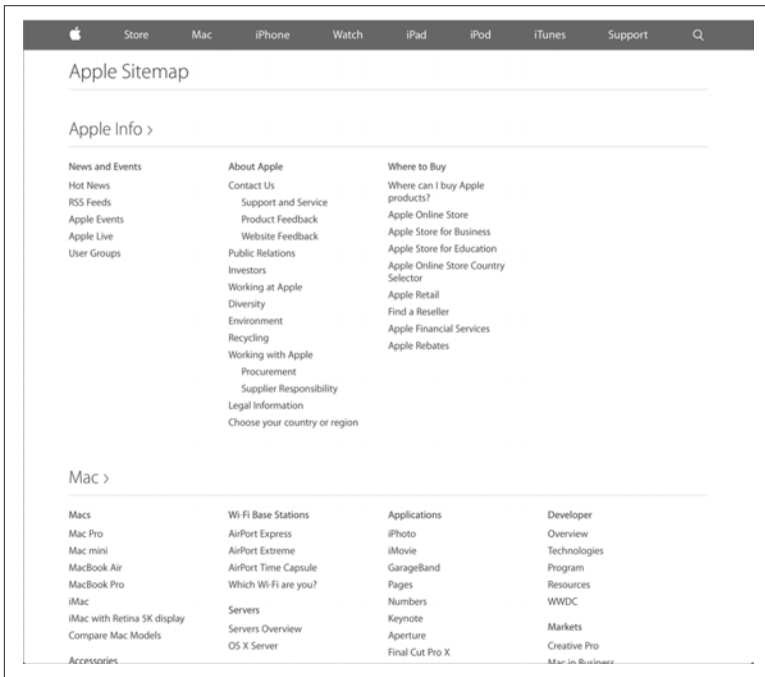 Store Mac iPhone Watch iPad iPod iTunes Support
Apple Sitemap
Apple Info >
News and Events
Hot News
RSS Feeds
Apple Events
Apple Live
User Groups
About Apple
Contact Us
Support and Service
Product Feedback
Website Feedback
Public Relations
Investors
Working at Apple
Diversity
Environment
Recycling
Working with Apple
Procurement
Supplier Responsibility
Legal Information
Choose your country or region
Where to Buy
Where can I buy Apple
products?
Apple Online Store
Apple Store for Business
Apple Store for Education
Apple Online Store Country
Selector
Apple Retail
Find a Reseller
Apple Financial Services
Apple Rebates
Mac >
Macs
Mac Pro
Mac mini
MacBook Air
MacBook Pro
iMac
iMac with Retina 5K display
Compare Mac Models
Accessories
Wi-Fi Base Stations
AirPort Express
AirPort Extreme
AirPort Time Capsule
Which Wi-Fi are you?
Servers
Servers Overview
OS X Server
Applications
iPhoto
iMovie
GarageBand
Pages
Numbers
Keynote
Aperture
Final Cut Pro X
Developer
Overview
Technologies
Program
Resources
WWDC
Markets
Creative Pro
Mac in Business